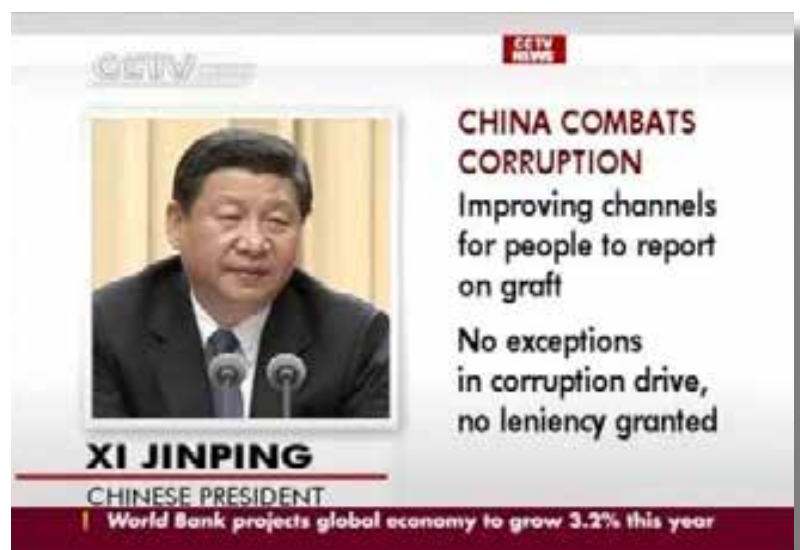 CCTV
CCTV
NEWS
CHINA COMBATS
CORRUPTION
Improving channels
for people to report
on graft
No exceptions
in corruption drive,
no leniency granted
XI JINPING
CHINESE PRESIDENT
World Bank projects global economy to grow 3.2% this year